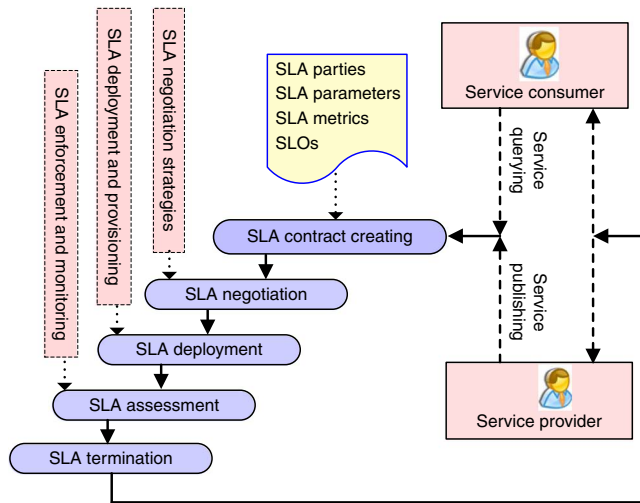 SLA enforcement and monitoring
SLA deployment and provisioning
SLA negotiation strategies
SLA parties
SLA parameters
SLA metrics
SLOs
Service consumer
Service
querying
SLA contract creating
Service
publishing
SLA negotiation
SLA deployment
SLA assessment
SLA termination
Service provider